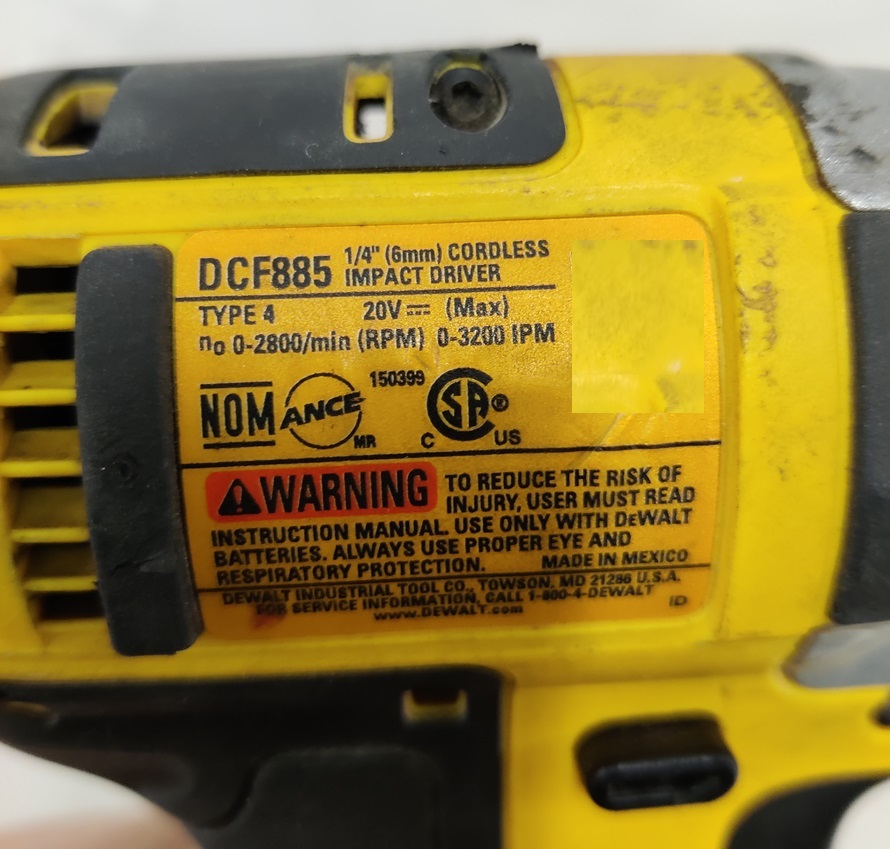 DCF885 1/4" (6mm) CORDLESS
IMPACT DRIVER
TYPE 4 20V⎓ (Max)
no 0-2800/min (RPM) 0-3200 IPM
150399
NOM ANCE MR C SA® US
WARNING TO REDUCE THE RISK OF
INJURY, USER MUST READ
INSTRUCTION MANUAL. USE ONLY WITH DEWALT
BATTERIES. ALWAYS USE PROPER EYE AND
RESPIRATORY PROTECTION. MADE IN MEXICO
DEWALT INDUSTRIAL TOOL CO., TOWSON, MD 21286 U.S.A.
FOR SERVICE INFORMATION, CALL 1-800-4-DEWALT
www.DEWALT.com ID